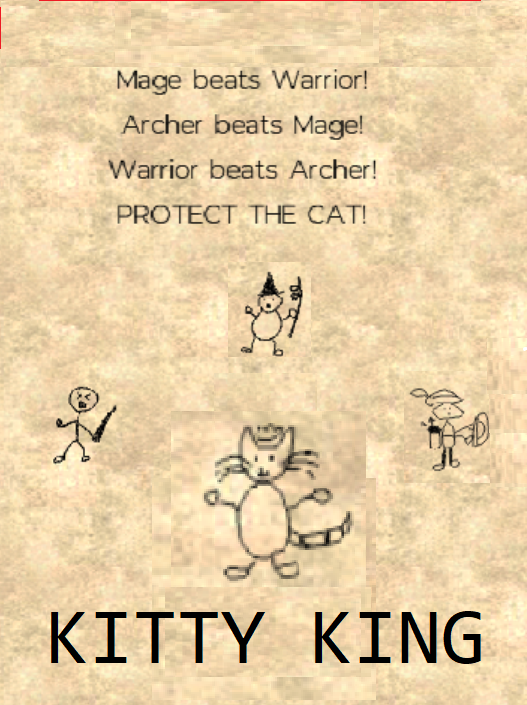 Mage beats Warrior!
Archer beats Mage!
Warrior beats Archer!
PROTECT THE CAT!
KITTY KING